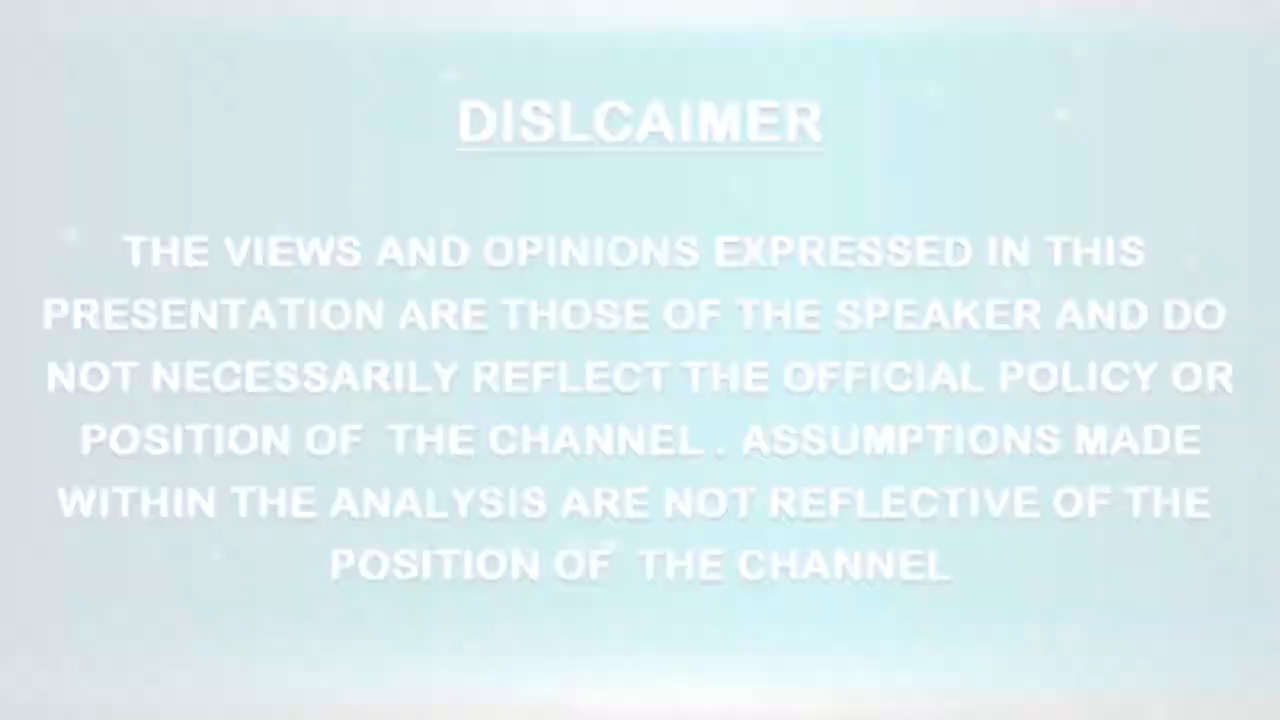 DISLCAIMER
THE VIEWS AND OPINIONS EXPRESSED IN THIS
PRESENTATION ARE THOSE OF THE SPEAKER AND DO
NOT NECESSARILY REFLECT THE OFFICIAL POLICY OR
POSITION OF  THE CHANNEL . ASSUMPTIONS MADE
WITHIN THE ANALYSIS ARE NOT REFLECTIVE OF THE
POSITION OF  THE CHANNEL